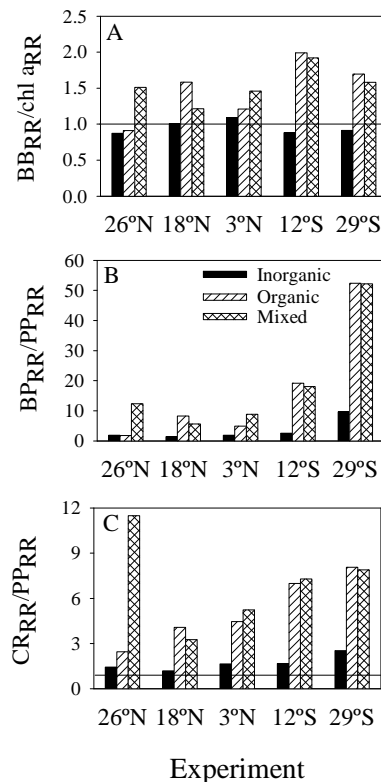 A
BB_RR/chl a_RR
2.5
2.0
1.5
1.0
0.5
0.0
26ºN 18ºN 3ºN 12ºS 29ºS
B
BP_RR/PP_RR
60
50
40
30
20
10
0
Inorganic
Organic
Mixed
26ºN 18ºN 3ºN 12ºS 29ºS
C
CR_RR/PP_RR
12
9
6
3
0
26ºN 18ºN 3ºN 12ºS 29ºS
Experiment